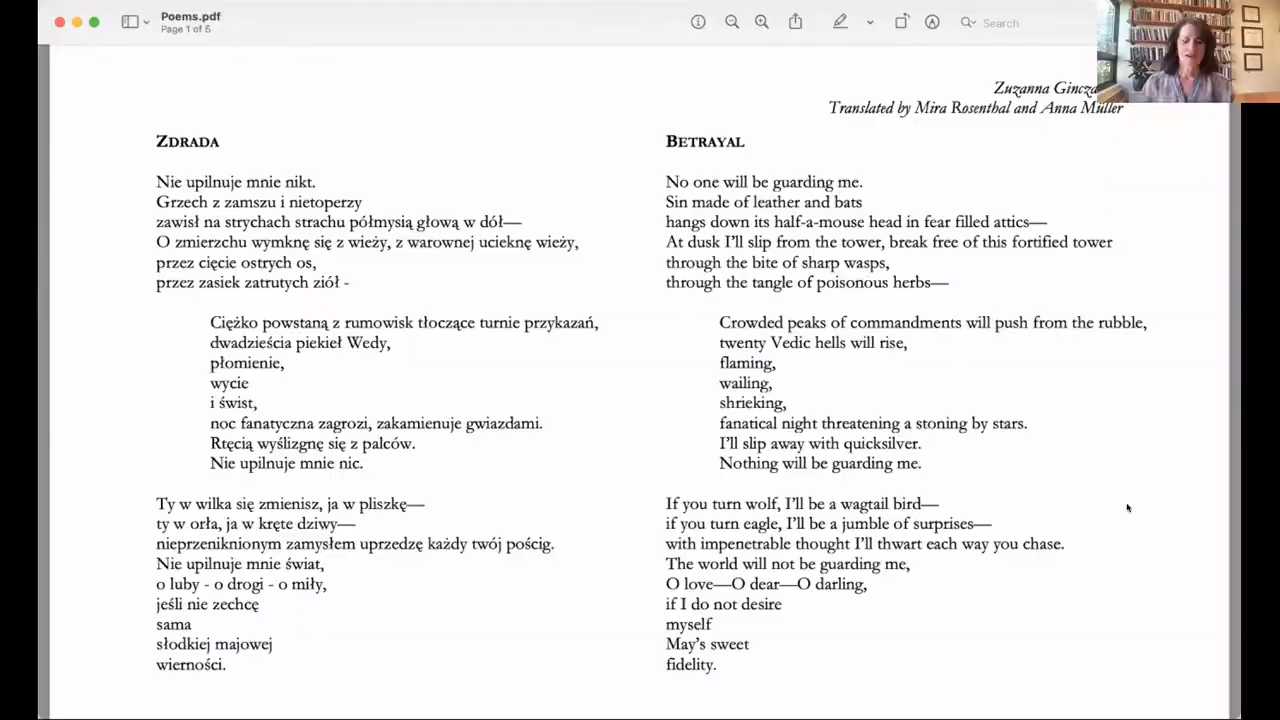 Poems.pdf
Page 1 of 5
Search
Zuzanna
Translated by Mira Rosenthal and Anna Müller
ZDRADA
Nie upilnuje mnie nikt.
Grzech z zamszu i nietoperzy
zawisł na strychach strachu półmysią głową w dół—
O zmierzchu wymknę się z wieży, z warownej ucieknę wieży,
przez cięcie ostrych os,
przez zasiek zatrutych ziół -
Ciężko powstaną z rumowisk tłoczące turnie przykazań,
dwadzieścia piekieł Wedy,
płomienie,
wycie
i świst,
noc fanatyczna zagrozi, zakamienuje gwiazdami.
Rtęcią wyślizgnę się z palców.
Nie upilnuje mnie nic.
Ty w wilka się zmienisz, ja w pliszkę—
ty w orła, ja w kręte dziwy—
nieprzeniknionym zamysłem uprzedzę każdy twój pościg.
Nie upilnuje mnie świat,
o luby - o drogi - o miły,
jeśli nie zechcę
sama
słodkiej majowej
wierności.
BETRAYAL
No one will be guarding me.
Sin made of leather and bats
hangs down its half-a-mouse head in fear filled attics—
At dusk I'll slip from the tower, break free of this fortified tower
through the bite of sharp wasps,
through the tangle of poisonous herbs—
Crowded peaks of commandments will push from the rubble,
twenty Vedic hells will rise,
flaming,
wailing,
shrieking,
fanatical night threatening a stoning by stars.
I'll slip away with quicksilver.
Nothing will be guarding me.
If you turn wolf, I'll be a wagtail bird—
if you turn eagle, I'll be a jumble of surprises—
with impenetrable thought I'll thwart each way you chase.
The world will not be guarding me,
O love—O dear—O darling,
if I do not desire
myself
May's sweet
fidelity.